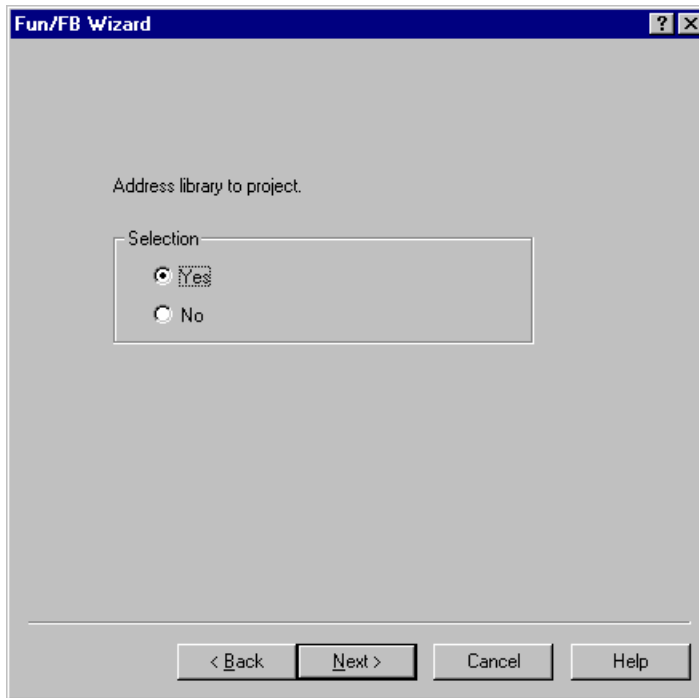 Fun/FB Wizard
Address library to project.
Selection
Yes
No
< Back Next > Cancel Help